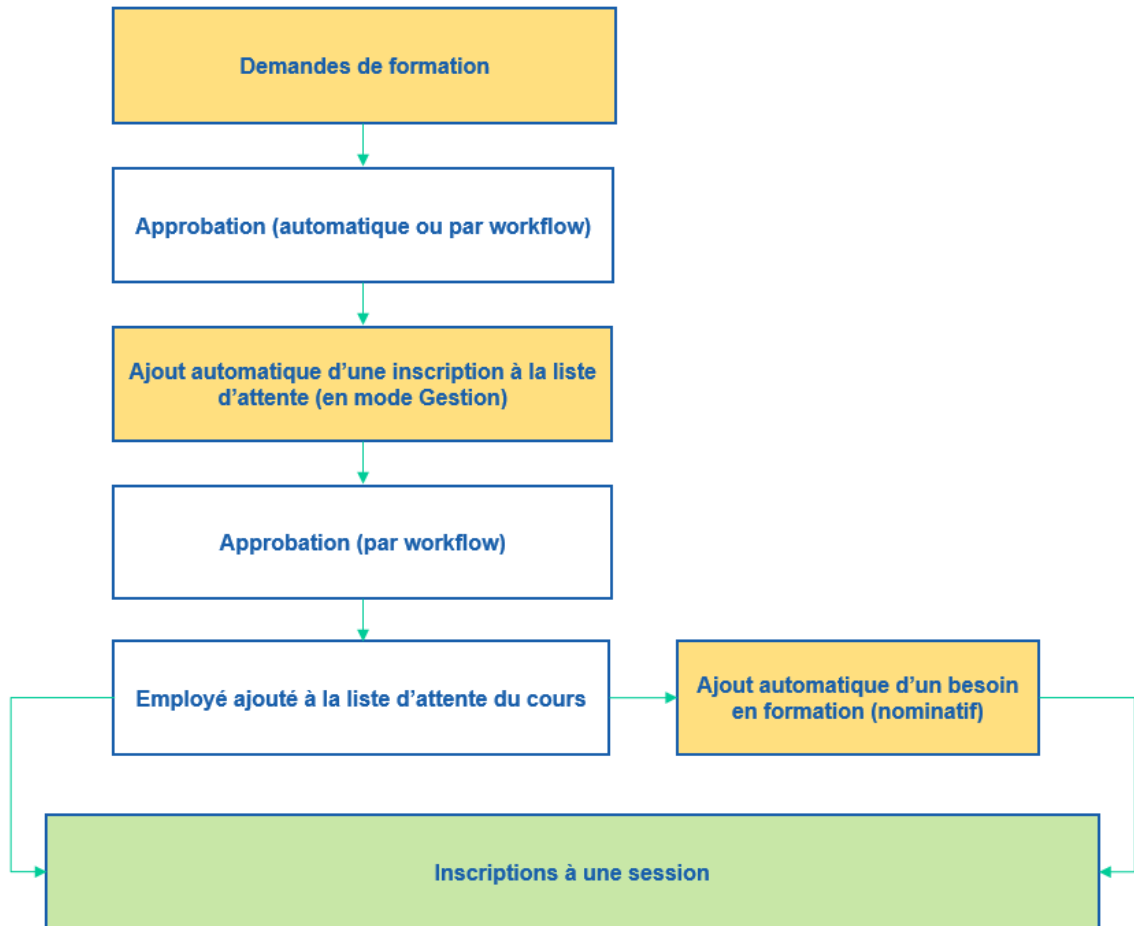 Demandes de formation
Approbation (automatique ou par workflow)
Ajout automatique d’une inscription à la liste
d’attente (en mode Gestion)
Approbation (par workflow)
Employé ajouté à la liste d’attente du cours
Ajout automatique d’un besoin
en formation (nominatif)
Inscriptions à une session